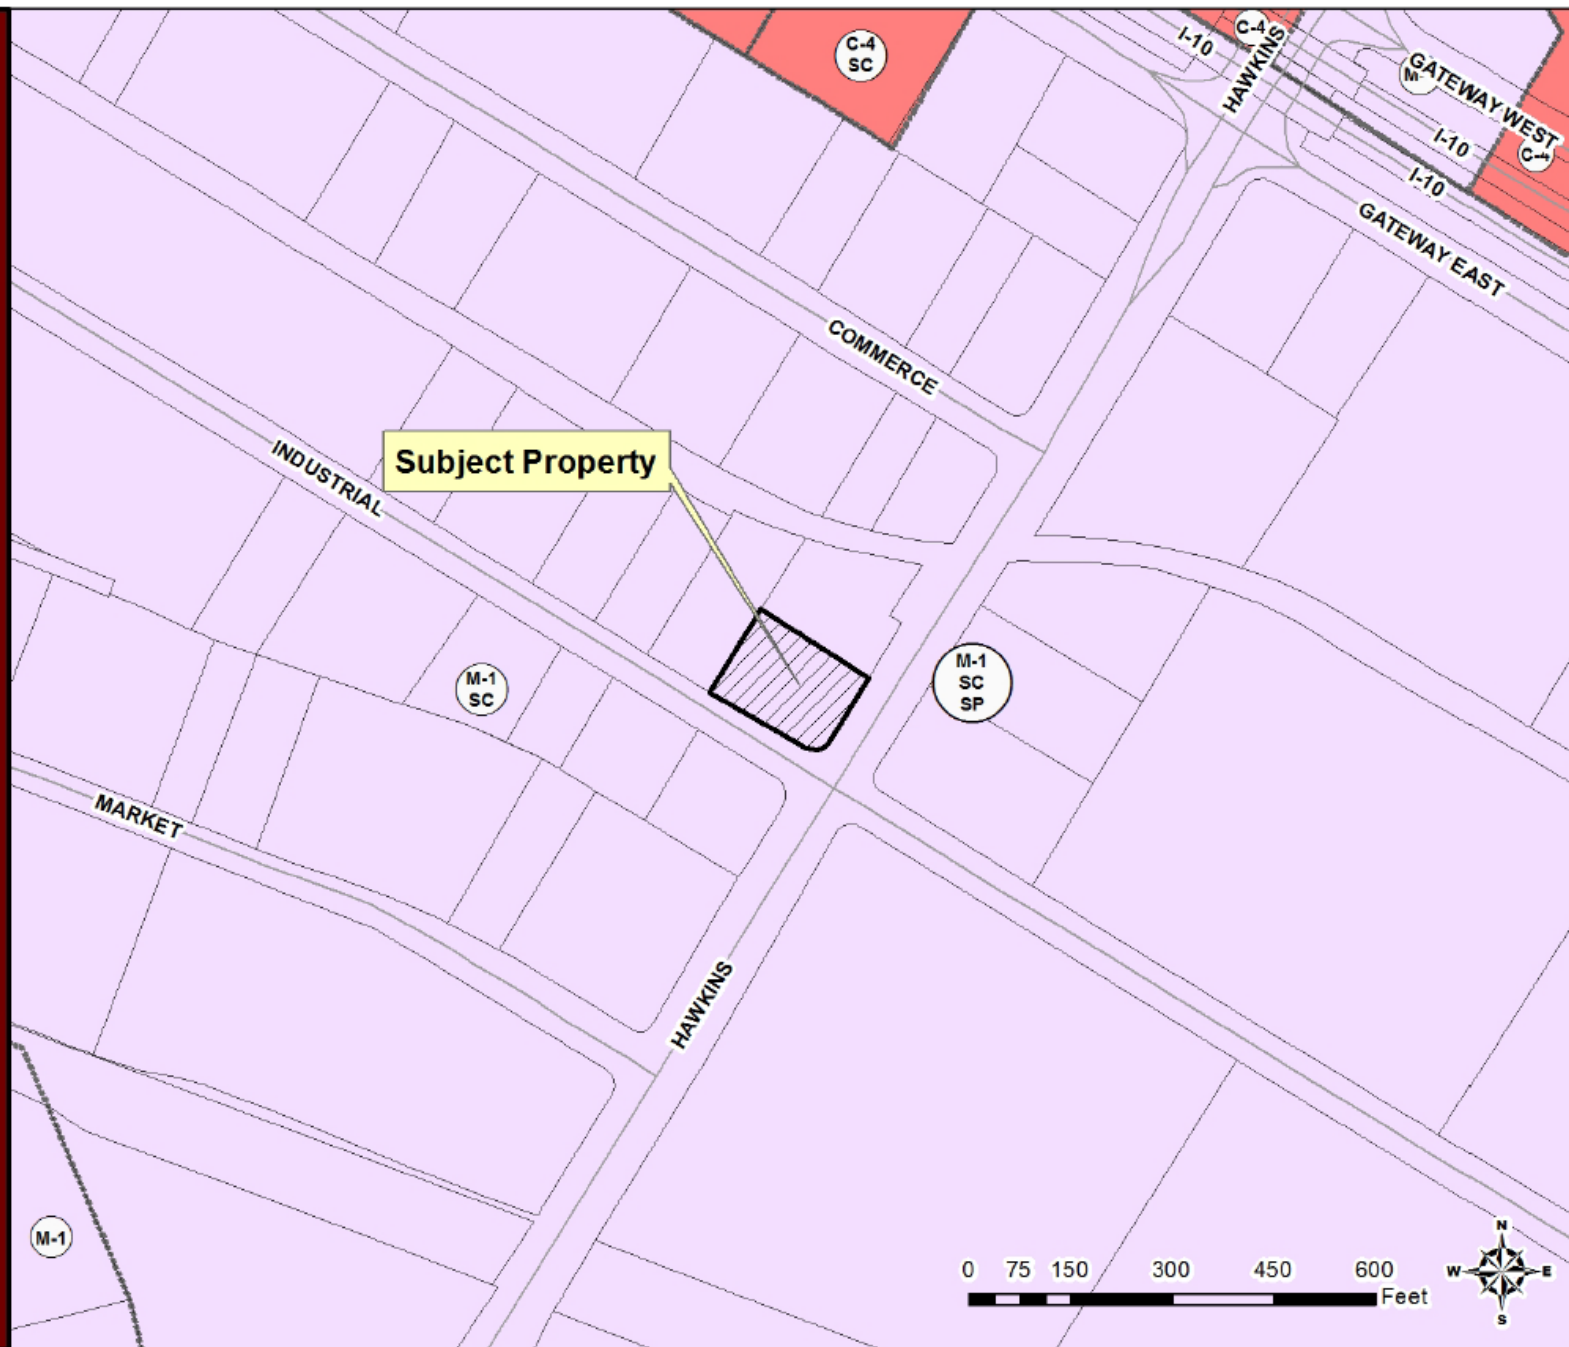 C-4
SC
I-10
C-4
HAWKINS
GATEWAY WEST
I-10
C-4
I-10
GATEWAY EAST
COMMERCE
INDUSTRIAL
Subject Property
M-1
SC
M-1
SC
SP
MARKET
HAWKINS
M-1
0 75 150 300 450 600
Feet
N
W E
S